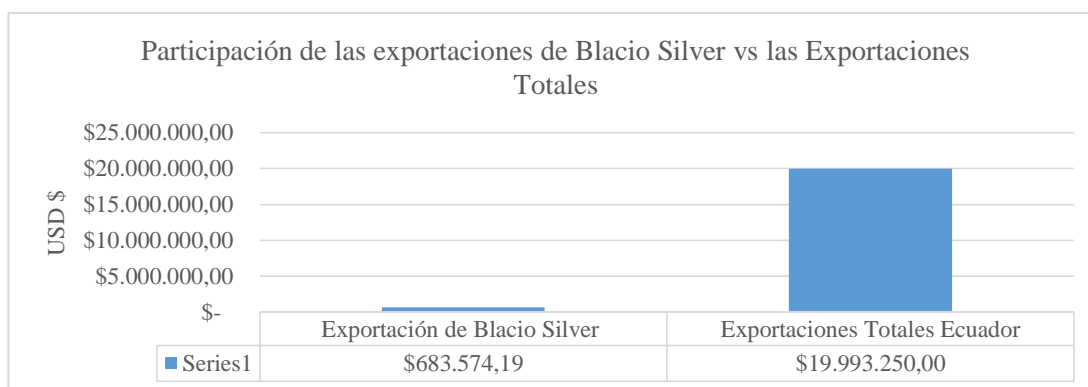 Participación de las exportaciones de Blacio Silver vs las Exportaciones
Totales
USD $
$25.000.000,00
$20.000.000,00
$15.000.000,00
$10.000.000,00
$5.000.000,00
$-
Exportación de Blacio Silver Exportaciones Totales Ecuador
Series1 $683.574,19 $19.993.250,00